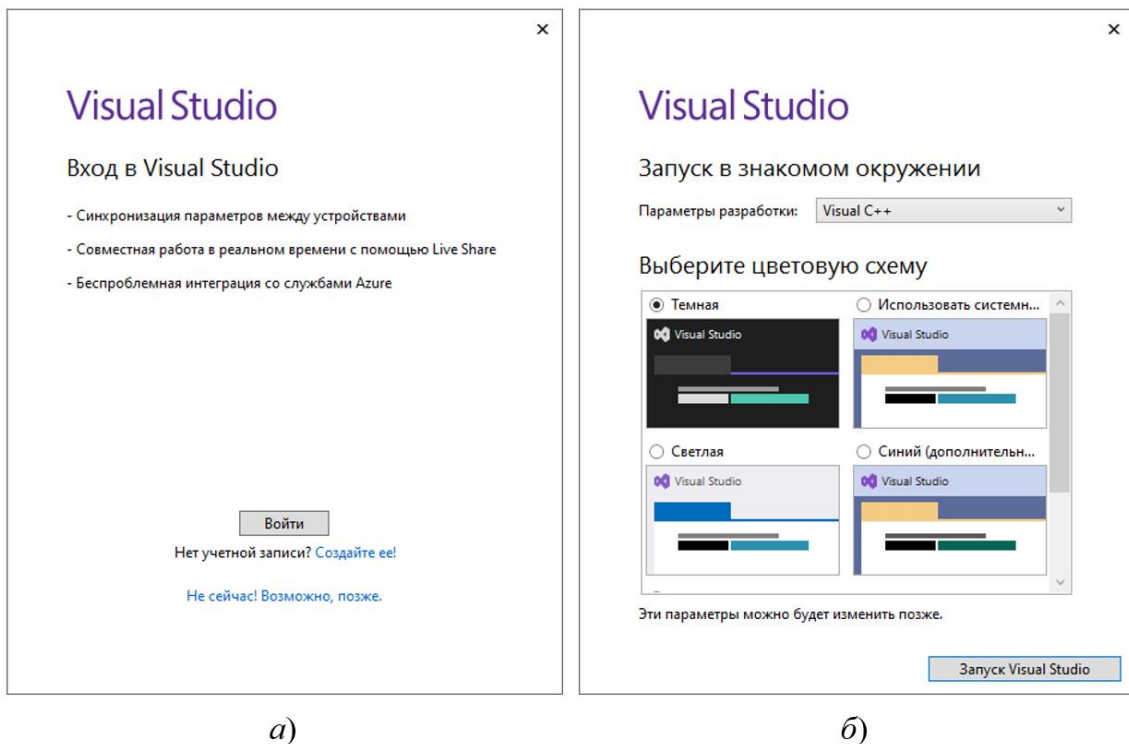 Visual Studio
Вход в Visual Studio
- Синхронизация параметров между устройствами
- Совместная работа в реальном времени с помощью Live Share
- Беспроблемная интеграция со службами Azure
Войти
Нет учетной записи? Создайте ее!
Не сейчас! Возможно, позже.
а)
Visual Studio
Запуск в знакомом окружении
Параметры разработки: Visual C++
Выберите цветовую схему
Темная
Visual Studio
Использовать системн...
Visual Studio
Светлая
Visual Studio
Синий (дополнительн...
Visual Studio
Эти параметры можно будет изменить позже.
Запуск Visual Studio
б)